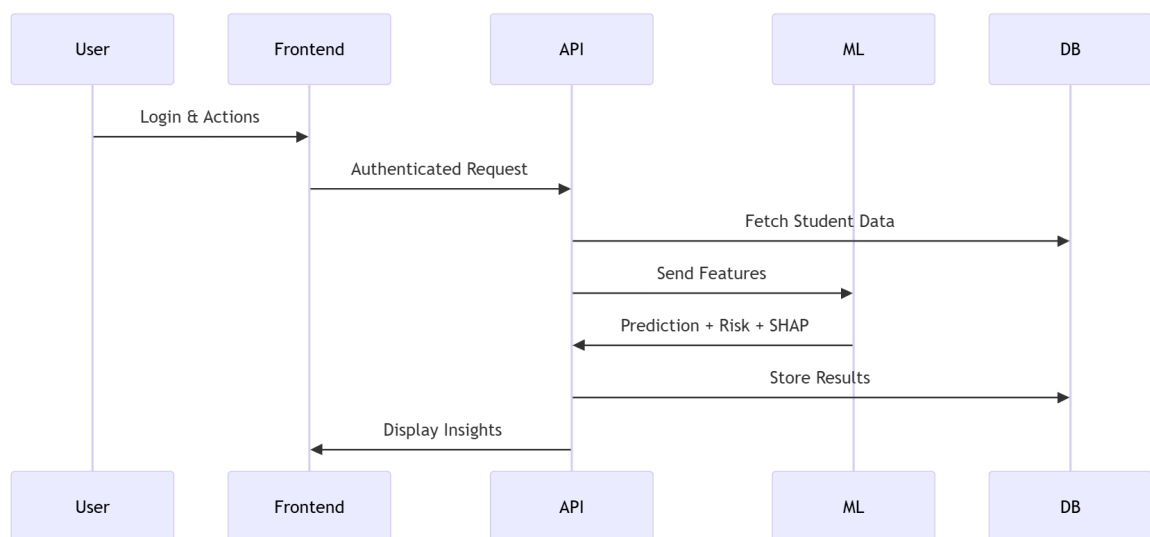 User
Frontend
API
ML
DB
Login & Actions
Authenticated Request
Fetch Student Data
Send Features
Prediction + Risk + SHAP
Store Results
Display Insights
User
Frontend
API
ML
DB